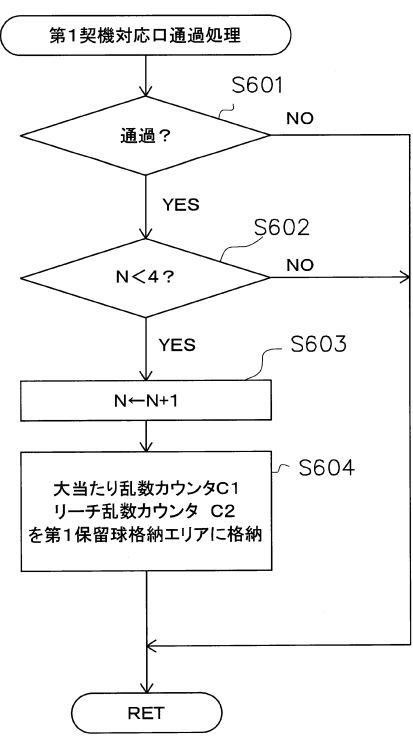 第1契機対応口通過処理
S601
通過?
NO
YES
S602
N<4?
NO
YES
S603
N←N+1
S604
大当たり乱数カウンタC1
リーチ乱数カウンタ C2
を第1保留球格納エリアに格納
RET